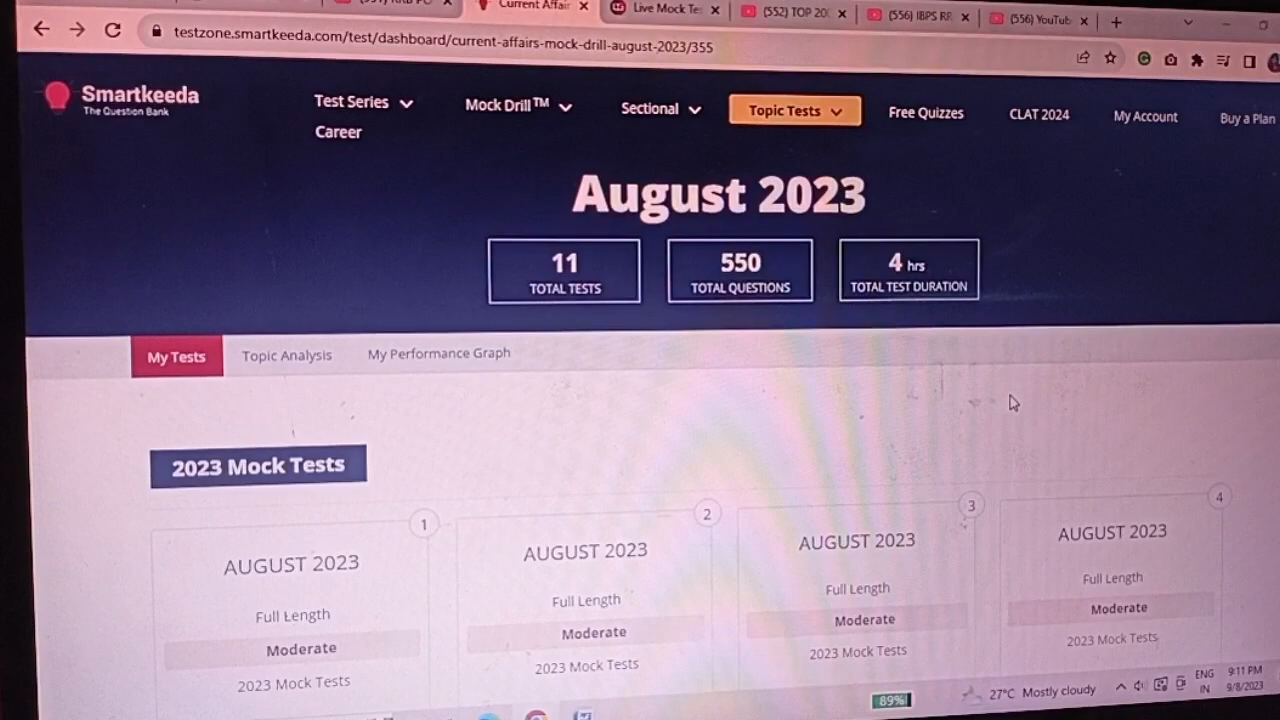 Current Affair
Live Mock Te
(552) TOP 20
(556) IBPS RR
(556) YouTub
testzone.smartkeeda.com/test/dashboard/current-affairs-mock-drill-august-2023/355
Smartkeeda
The Question Bank
Test Series
Mock Drill™
Sectional
Topic Tests
Free Quizzes
CLAT 2024
My Account
Buy a Plan
Career
August 2023
11
TOTAL TESTS
550
TOTAL QUESTIONS
4 hrs
TOTAL TEST DURATION
My Tests
Topic Analysis
My Performance Graph
2023 Mock Tests
1
AUGUST 2023
Full Length
Moderate
2023 Mock Tests
2
AUGUST 2023
Full Length
Moderate
2023 Mock Tests
3
AUGUST 2023
Full Length
Moderate
2023 Mock Tests
4
AUGUST 2023
Full Length
Moderate
2023 Mock Tests
89%
27°C Mostly cloudy
ENG
IN
9:11 PM
9/8/2023